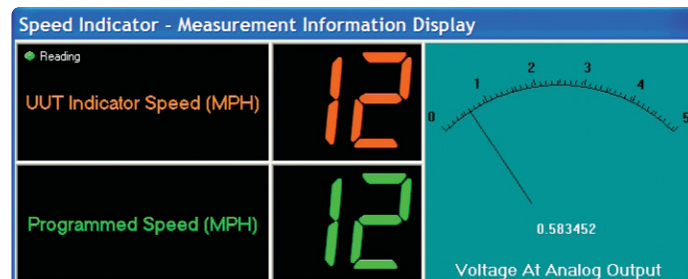 Speed Indicator - Measurement Information Display
Reading
UUT Indicator Speed (MPH)
12
0 1 2 3 4 5
0.583452
Voltage At Analog Output
Programmed Speed (MPH)
12